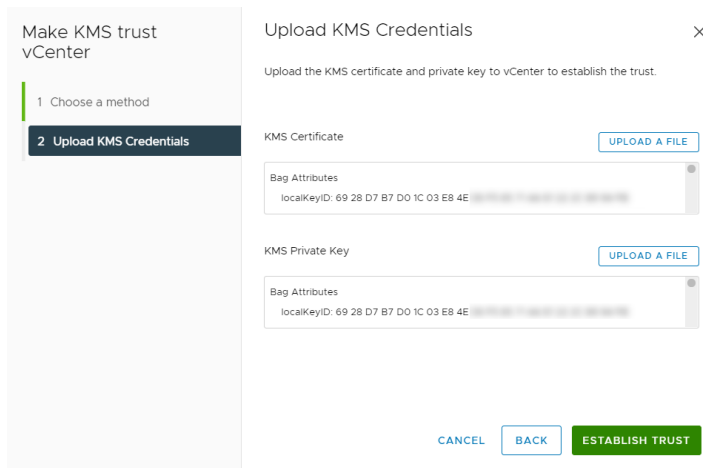 Make KMS trust
vCenter
1 Choose a method
2 Upload KMS Credentials
Upload KMS Credentials
Upload the KMS certificate and private key to vCenter to establish the trust.
KMS Certificate
UPLOAD A FILE
Bag Attributes
localKeyID: 69 28 D7 B7 D0 1C 03 E8 4E
KMS Private Key
UPLOAD A FILE
Bag Attributes
localKeyID: 69 28 D7 B7 D0 1C 03 E8 4E
CANCEL
BACK
ESTABLISH TRUST